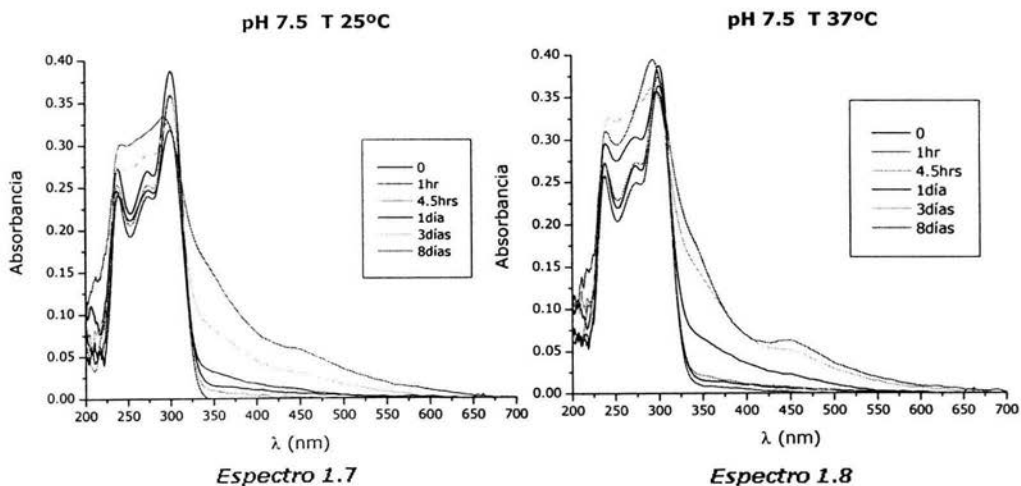 pH 7.5 T 25ºC
Absorbancia
0.40
0.35
0.30
0.25
0.20
0.15
0.10
0.05
0.00
200 250 300 350 400 450 500 550 600 650 700
λ (nm)
0
1hr
4.5hrs
1día
3días
8días
Espectro 1.7
pH 7.5 T 37ºC
Absorbancia
0.40
0.35
0.30
0.25
0.20
0.15
0.10
0.05
0.00
200 250 300 350 400 450 500 550 600 650 700
λ (nm)
0
1hr
4.5hrs
1día
3días
8días
Espectro 1.8